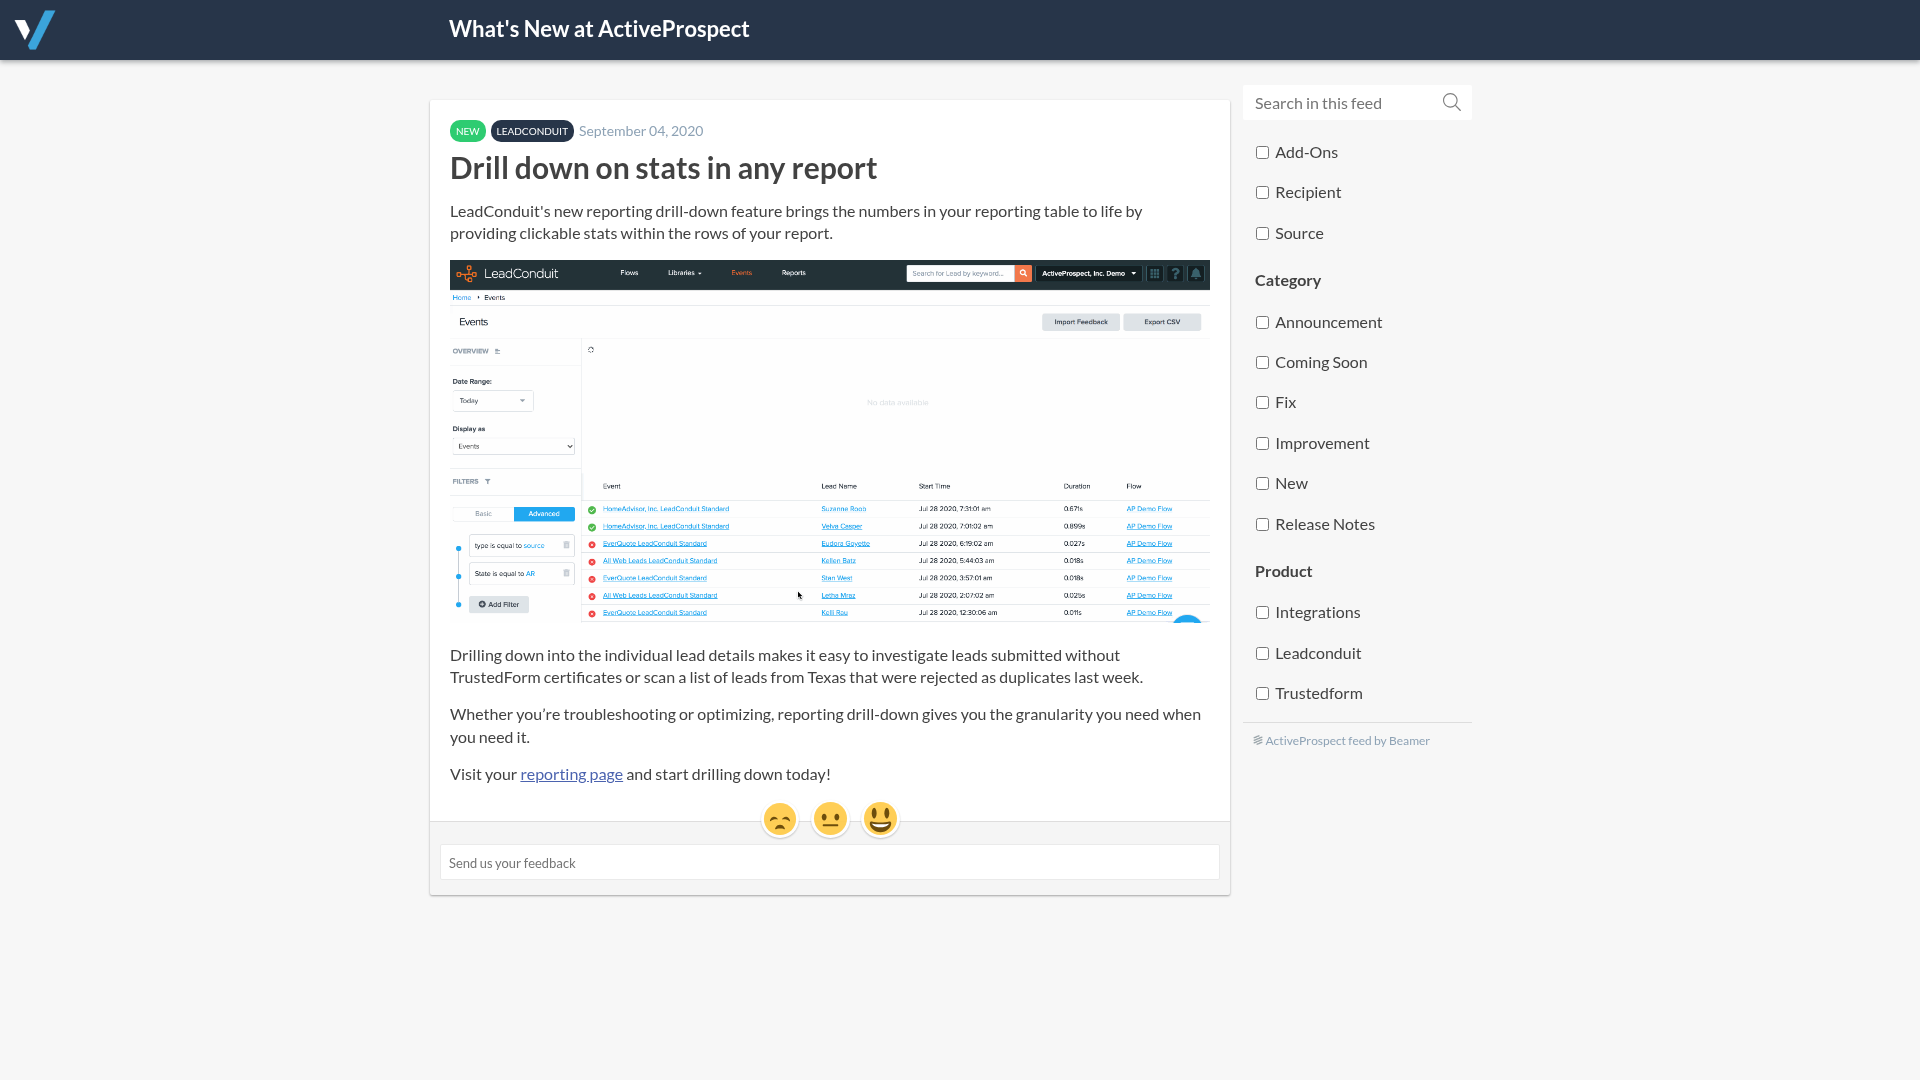 What's New at ActiveProspect
NEW LEADCONDUIT September 04, 2020
Drill down on stats in any report
LeadConduit's new reporting drill-down feature brings the numbers in your reporting table to life by
providing clickable stats within the rows of your report.
LeadConduit Flows Libraries Events Reports Search for Lead by keyword... ActiveProspect, Inc. Demo
Home • Events
Events Import Feedback Export CSV
OVERVIEW
Date Range:
Today
No data available
Display as
Events
FILTERS
Basic Advanced
type is equal to source
State is equal to AR
Add Filter
Event Lead Name Start Time Duration Flow
HomeAdvisor, Inc. LeadConduit Standard Suzanne Roob Jul 28 2020, 7:31:01 am 0.671s AP Demo Flow
HomeAdvisor, Inc. LeadConduit Standard Velva Casper Jul 28 2020, 7:01:02 am 0.899s AP Demo Flow
EverQuote LeadConduit Standard Eudora Goyette Jul 28 2020, 6:19:02 am 0.027s AP Demo Flow
All Web Leads LeadConduit Standard Kellen Batz Jul 28 2020, 5:44:03 am 0.018s AP Demo Flow
EverQuote LeadConduit Standard Stan West Jul 28 2020, 3:57:01 am 0.018s AP Demo Flow
All Web Leads LeadConduit Standard Letha Mraz Jul 28 2020, 2:07:02 am 0.025s AP Demo Flow
EverQuote LeadConduit Standard Kelli Rau Jul 28 2020, 12:30:06 am 0.011s AP Demo Flow
Drilling down into the individual lead details makes it easy to investigate leads submitted without
TrustedForm certificates or scan a list of leads from Texas that were rejected as duplicates last week.
Whether you’re troubleshooting or optimizing, reporting drill-down gives you the granularity you need when
you need it.
Visit your reporting page and start drilling down today!
Send us your feedback
Search in this feed
Add-Ons
Recipient
Source
Category
Announcement
Coming Soon
Fix
Improvement
New
Release Notes
Product
Integrations
Leadconduit
Trustedform
ActiveProspect feed by Beamer